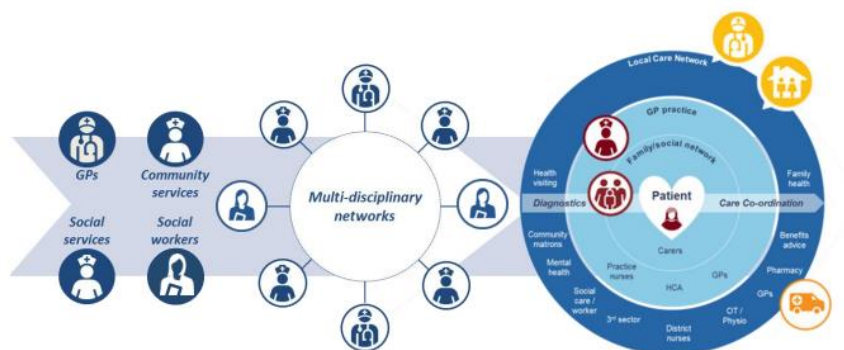 GPs
Community
services
Social
services
Social
workers
Multi-disciplinary
networks
Local Care Network
GP practice
Family/social network
Health
visiting
Family
health
Diagnostics
Patient
Care Co-ordination
Community
matrons
Benefits
advice
Carers
Mental
health
Practice
nurses
GPs
Pharmacy
HCA
GPs
Social
care /
worker
OT /
Physio
3rd sector
District
nurses